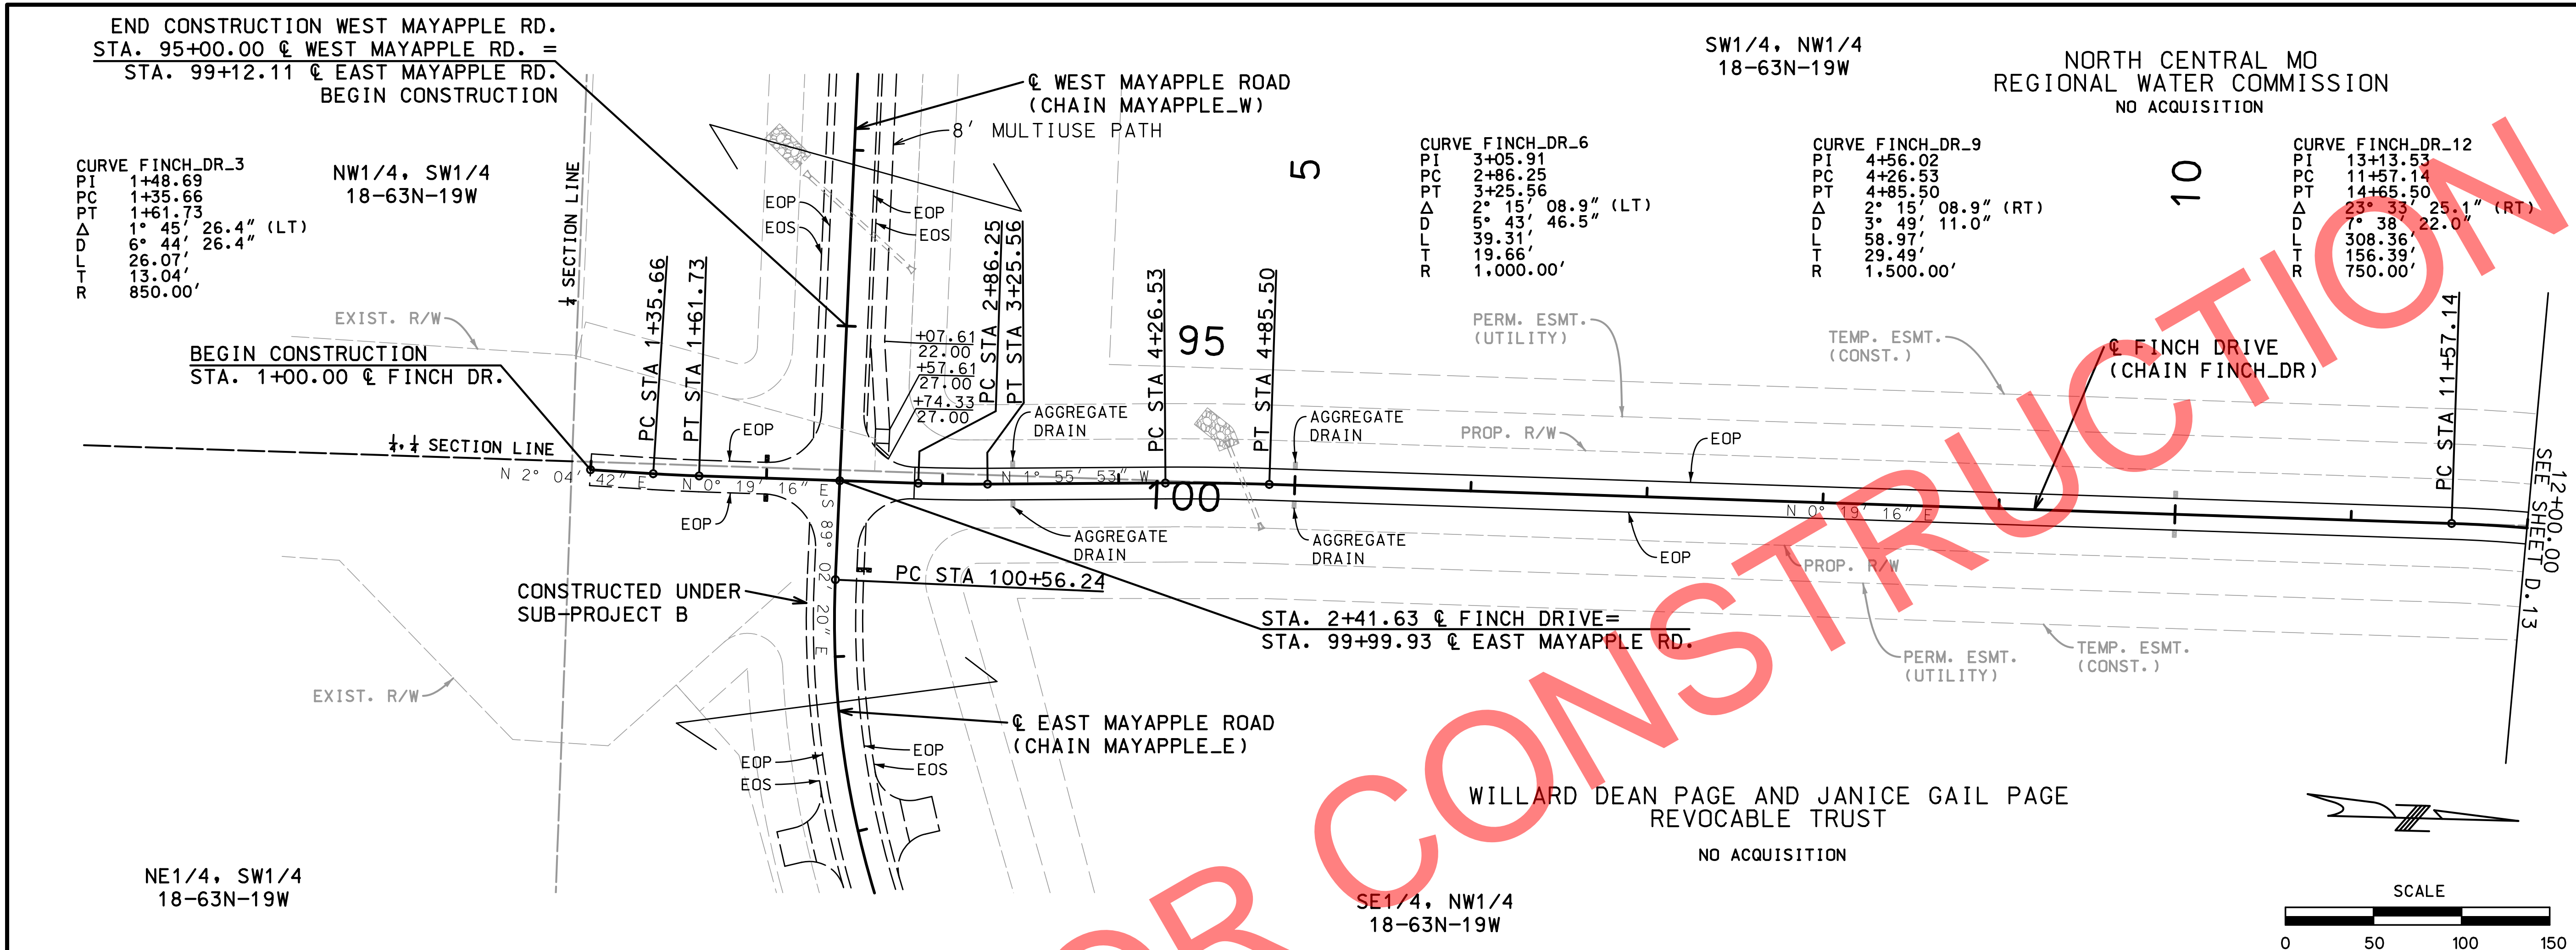 END CONSTRUCTION WEST MAYAPPLE RD.
STA. 95+00.00 ℄ WEST MAYAPPLE RD. =
STA. 99+12.11 ℄ EAST MAYAPPLE RD.
BEGIN CONSTRUCTION
℄ WEST MAYAPPLE ROAD
(CHAIN MAYAPPLE_W)
8' MULTIUSE PATH
SW1/4, NW1/4
18-63N-19W
NORTH CENTRAL MO
REGIONAL WATER COMMISSION
NO ACQUISITION
CURVE FINCH_DR_3
PI 1+48.69
PC 1+35.66
PT 1+61.73
Δ 1° 45' 26.4" (LT)
D 6° 44' 26.4"
L 26.07'
T 13.04'
R 850.00'
NW1/4, SW1/4
18-63N-19W
¼ SECTION LINE
EOP
EOS
EOP
EOS
5
CURVE FINCH_DR_6
PI 3+05.91
PC 2+86.25
PT 3+25.56
Δ 2° 15' 08.9" (LT)
D 5° 43' 46.5"
L 39.31'
T 19.66'
R 1,000.00'
CURVE FINCH_DR_9
PI 4+56.02
PC 4+26.53
PT 4+85.50
Δ 2° 15' 08.9" (RT)
D 3° 49' 11.0"
L 58.97'
T 29.49'
R 1,500.00'
10
CURVE FINCH_DR_12
PI 13+13.53
PC 11+57.14
PT 14+65.50
Δ 23° 33' 25.1" (RT)
D 7° 38' 22.0"
L 308.36'
T 156.39'
R 750.00'
EXIST. R/W
BEGIN CONSTRUCTION
STA. 1+00.00 ℄ FINCH DR.
PC STA 1+35.66
PT STA 1+61.73
+07.61
22.00
+57.61
27.00
+74.33
27.00
PC STA 2+86.25
PT STA 3+25.56
PC STA 4+26.53
95
PT STA 4+85.50
PERM. ESMT.
(UTILITY)
TEMP. ESMT.
(CONST.)
℄ FINCH DRIVE
(CHAIN FINCH_DR)
PC STA 11+57.14
AGGREGATE
DRAIN
AGGREGATE
DRAIN
PROP. R/W
EOP
¼,¼ SECTION LINE
EOP
N 2° 04' 42" E
N 0° 19' 16" E
N 1° 55' 53" W
100
N 0° 19' 16" E
12+00.00
SEE SHEET D.13
EOP
S 89° 02' 20" E
AGGREGATE
DRAIN
AGGREGATE
DRAIN
EOP
PROP. R/W
CONSTRUCTED UNDER
SUB-PROJECT B
PC STA 100+56.24
STA. 2+41.63 ℄ FINCH DRIVE=
STA. 99+99.93 ℄ EAST MAYAPPLE RD.
PERM. ESMT.
(UTILITY)
TEMP. ESMT.
(CONST.)
EXIST. R/W
℄ EAST MAYAPPLE ROAD
(CHAIN MAYAPPLE_E)
EOP
EOS
EOP
EOS
WILLARD DEAN PAGE AND JANICE GAIL PAGE
REVOCABLE TRUST
NO ACQUISITION
NE1/4, SW1/4
18-63N-19W
SE1/4, NW1/4
18-63N-19W
SCALE
0 50 100 150
OR CONSTRUCTION